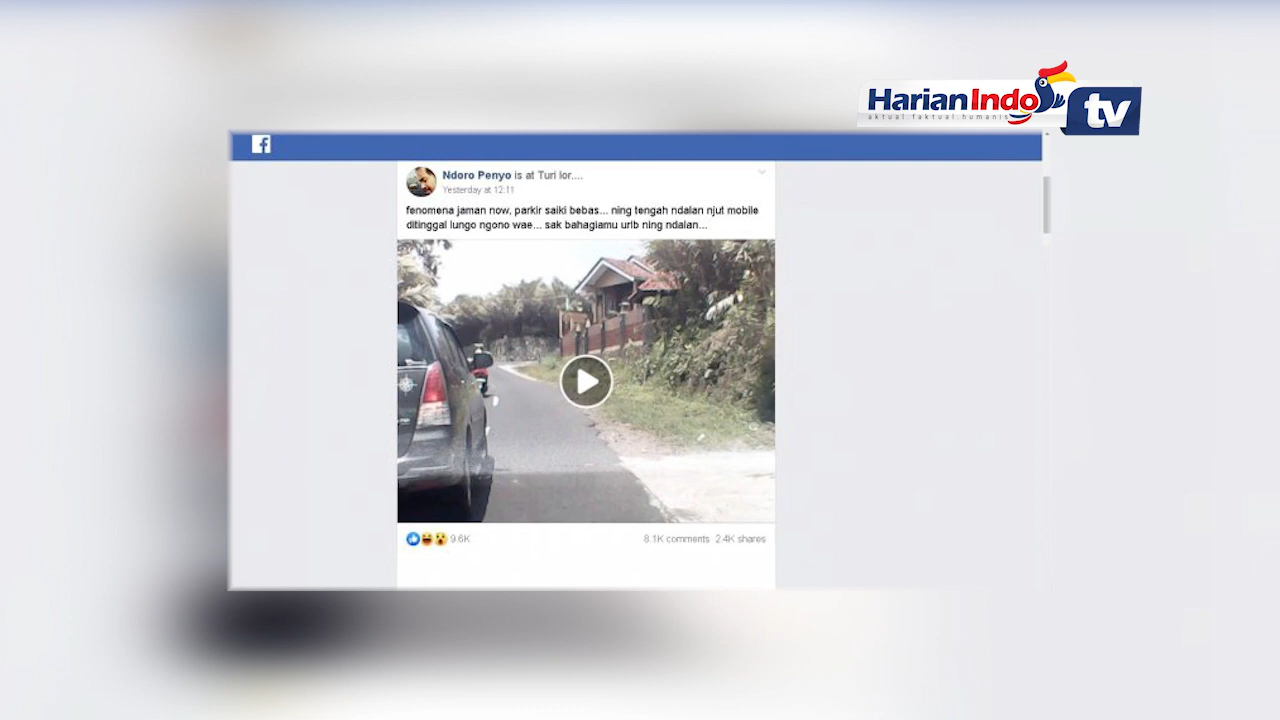 HarianIndo tv
aktual.faktual.humanis
Ndoro Penyo is at Turi lor....
Yesterday at 12:11
fenomena jaman now, parkir saiki bebas... ning tengah ndalan njut mobile
ditinggal lungo ngono wae... sak bahagiamu urib ning ndalan...
9.6K
8.1K comments 2.4K shares